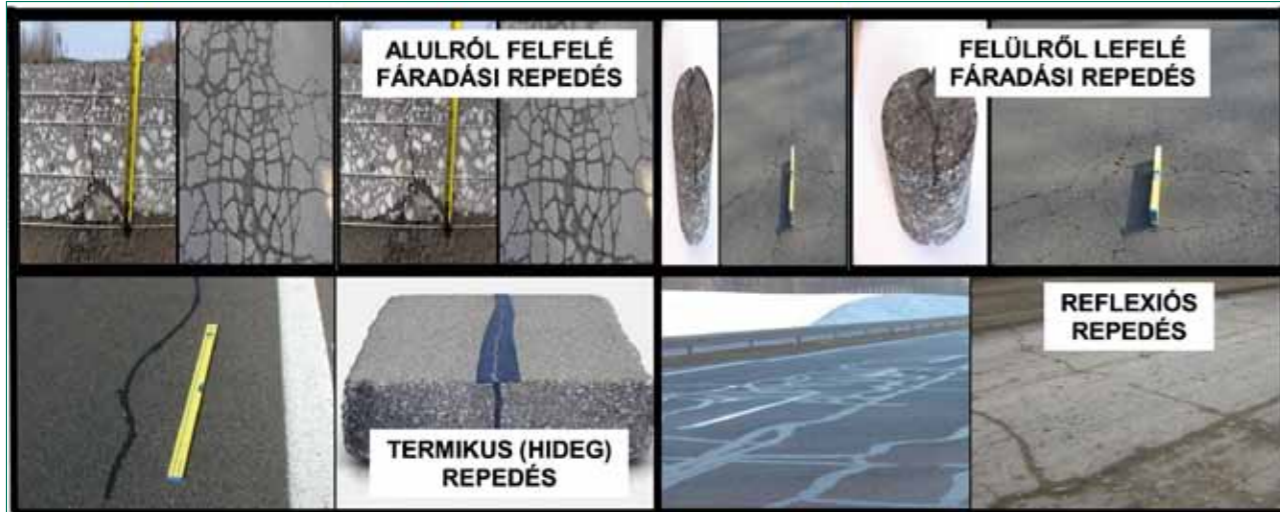 ALULRÓL FELFELÉ
FÁRADÁSI REPEDÉS
FELÜLRŐL LEFELÉ
FÁRADÁSI REPEDÉS
TERMIKUS (HIDEG)
REPEDÉS
REFLEXIÓS
REPEDÉS